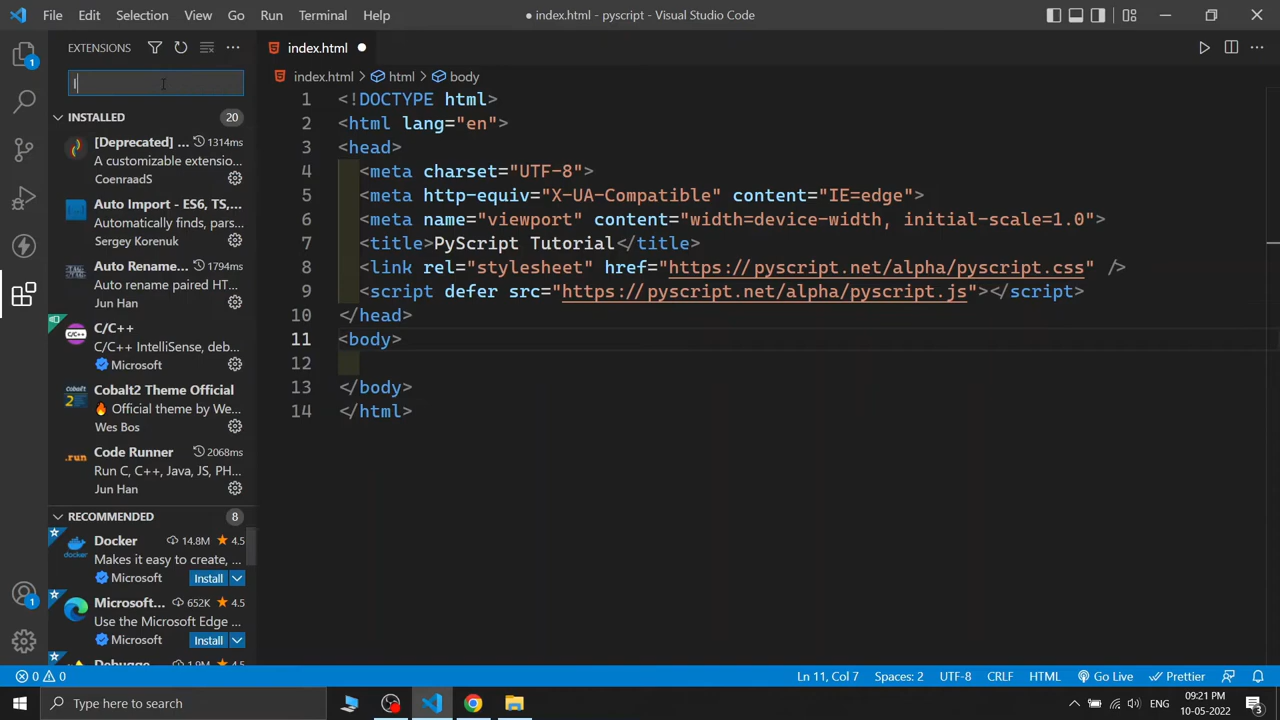 File Edit Selection View Go Run Terminal Help
● index.html - pyscript - Visual Studio Code
EXTENSIONS
l
INSTALLED 20
[Deprecated] ... 1314ms
A customizable extensio...
CoenraadS
Auto Import - ES6, TS,...
Automatically finds, pars...
Sergey Korenuk
Auto Rename... 1794ms
Auto rename paired HT...
Jun Han
C/C++
C/C++ IntelliSense, deb...
Microsoft
Cobalt2 Theme Official
🔥 Official theme by We...
Wes Bos
Code Runner 2068ms
Run C, C++, Java, JS, PH...
Jun Han
RECOMMENDED 8
Docker 14.8M ★ 4.5
Makes it easy to create, ...
Microsoft Install
Microsoft... 652K ★ 4.5
Use the Microsoft Edge ...
Microsoft Install
index.html ●
index.html > html > body
1 <!DOCTYPE html>
2 <html lang="en">
3 <head>
4 <meta charset="UTF-8">
5 <meta http-equiv="X-UA-Compatible" content="IE=edge">
6 <meta name="viewport" content="width=device-width, initial-scale=1.0">
7 <title>PyScript Tutorial</title>
8 <link rel="stylesheet" href="https://pyscript.net/alpha/pyscript.css" />
9 <script defer src="https://pyscript.net/alpha/pyscript.js"></script>
10 </head>
11 <body>
12
13 </body>
14 </html>
0 0
Ln 11, Col 7 Spaces: 2 UTF-8 CRLF HTML Go Live Prettier
Type here to search
ENG
09:21 PM
10-05-2022
3
1
1